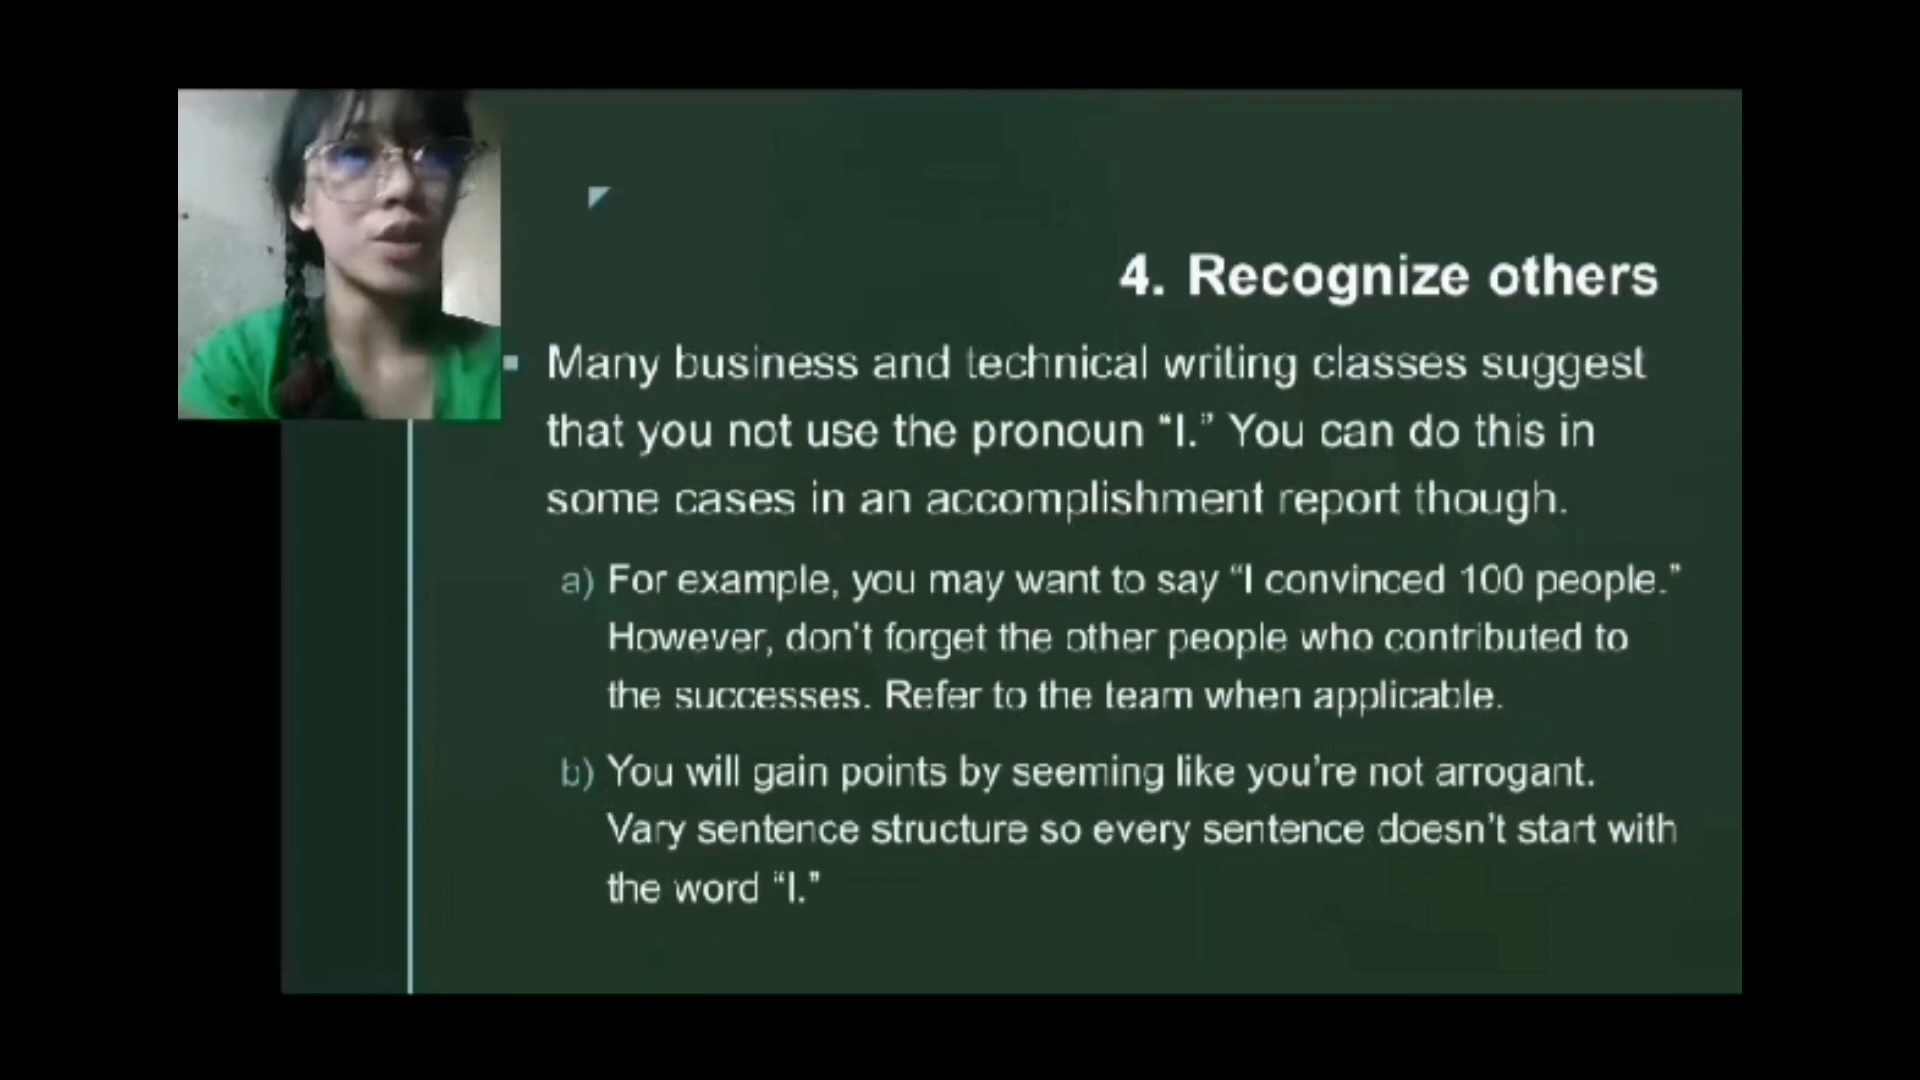 4. Recognize others
Many business and technical writing classes suggest
that you not use the pronoun “I.” You can do this in
some cases in an accomplishment report though.
a) For example, you may want to say “I convinced 100 people.”
However, don’t forget the other people who contributed to
the successes. Refer to the team when applicable.
b) You will gain points by seeming like you’re not arrogant.
Vary sentence structure so every sentence doesn’t start with
the word “I.”